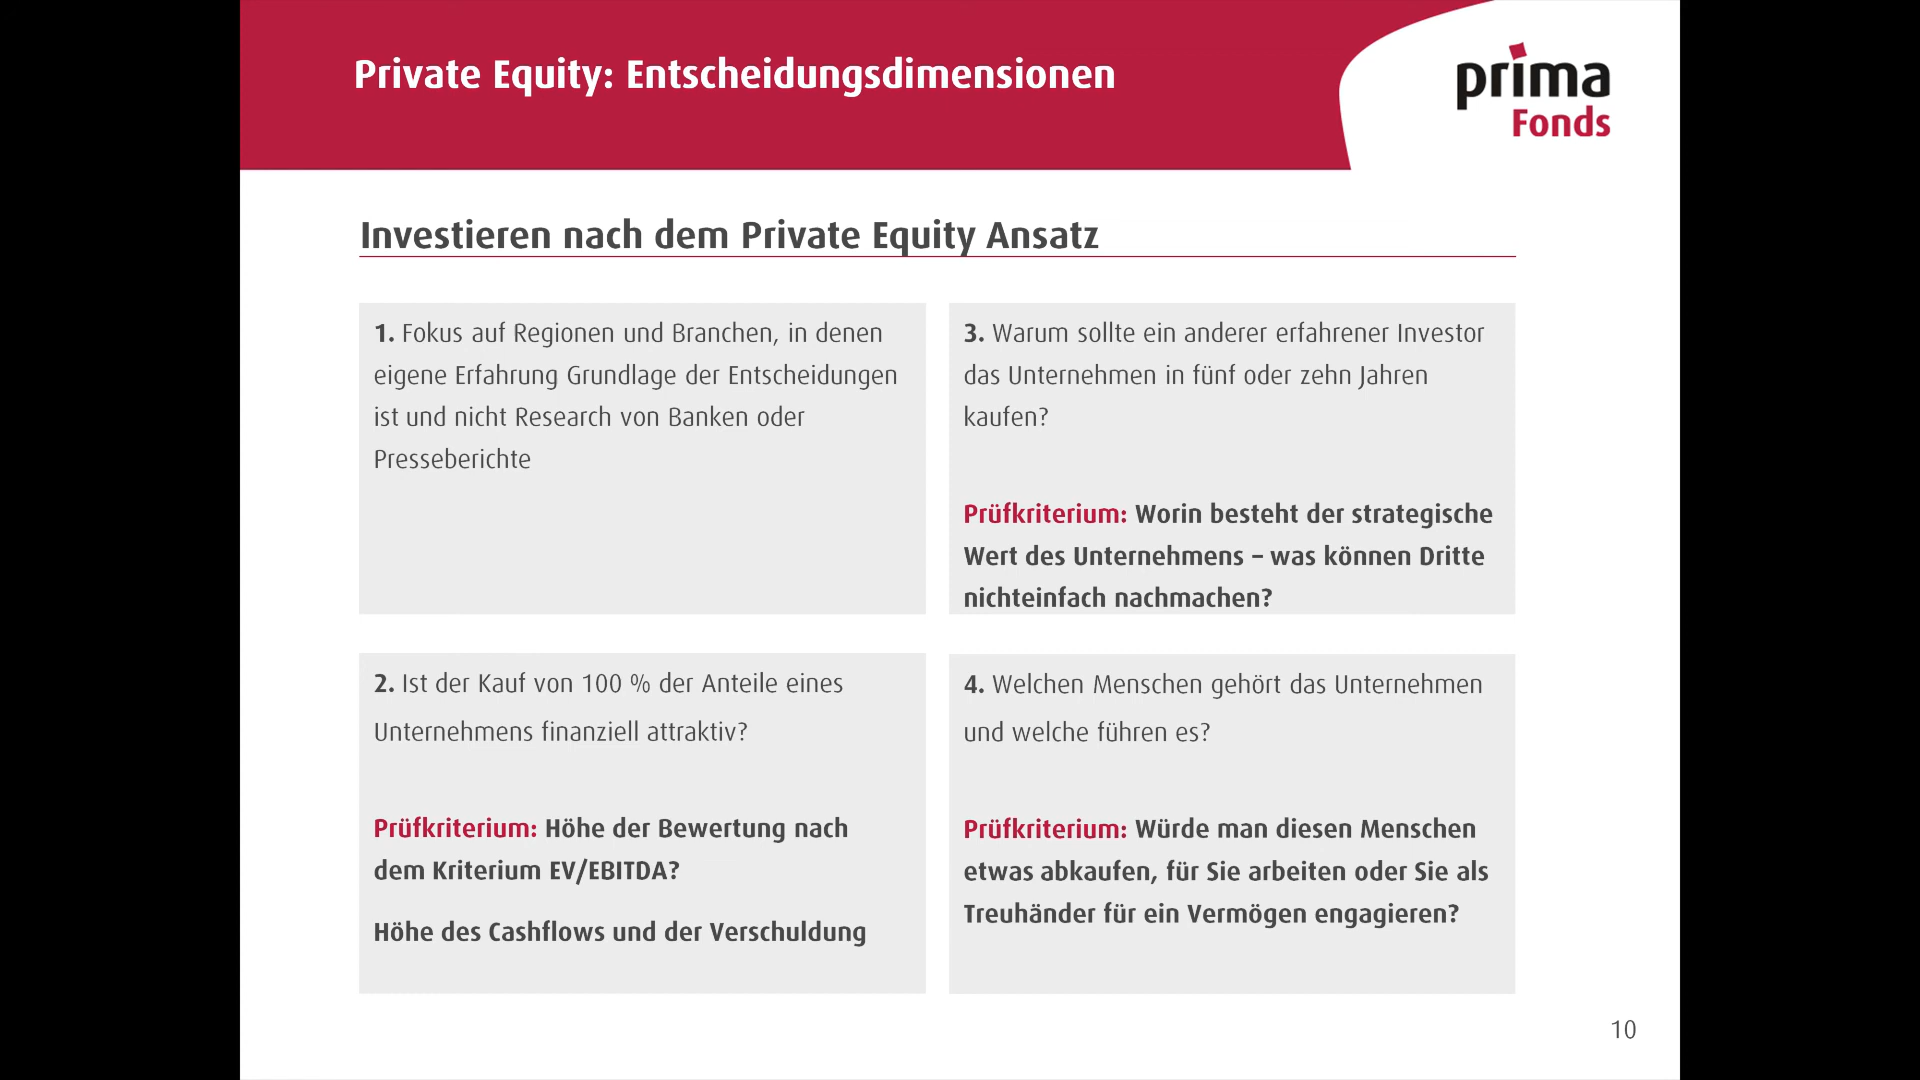 Private Equity: Entscheidungsdimensionen
prima
Fonds
Investieren nach dem Private Equity Ansatz
1. Fokus auf Regionen und Branchen, in denen
eigene Erfahrung Grundlage der Entscheidungen
ist und nicht Research von Banken oder
Presseberichte
2. Ist der Kauf von 100 % der Anteile eines
Unternehmens finanziell attraktiv?
Prüfkriterium: Höhe der Bewertung nach
dem Kriterium EV/EBITDA?
Höhe des Cashflows und der Verschuldung
3. Warum sollte ein anderer erfahrener Investor
das Unternehmen in fünf oder zehn Jahren
kaufen?
Prüfkriterium: Worin besteht der strategische
Wert des Unternehmens – was können Dritte
nichteinfach nachmachen?
4. Welchen Menschen gehört das Unternehmen
und welche führen es?
Prüfkriterium: Würde man diesen Menschen
etwas abkaufen, für Sie arbeiten oder Sie als
Treuhänder für ein Vermögen engagieren?
10